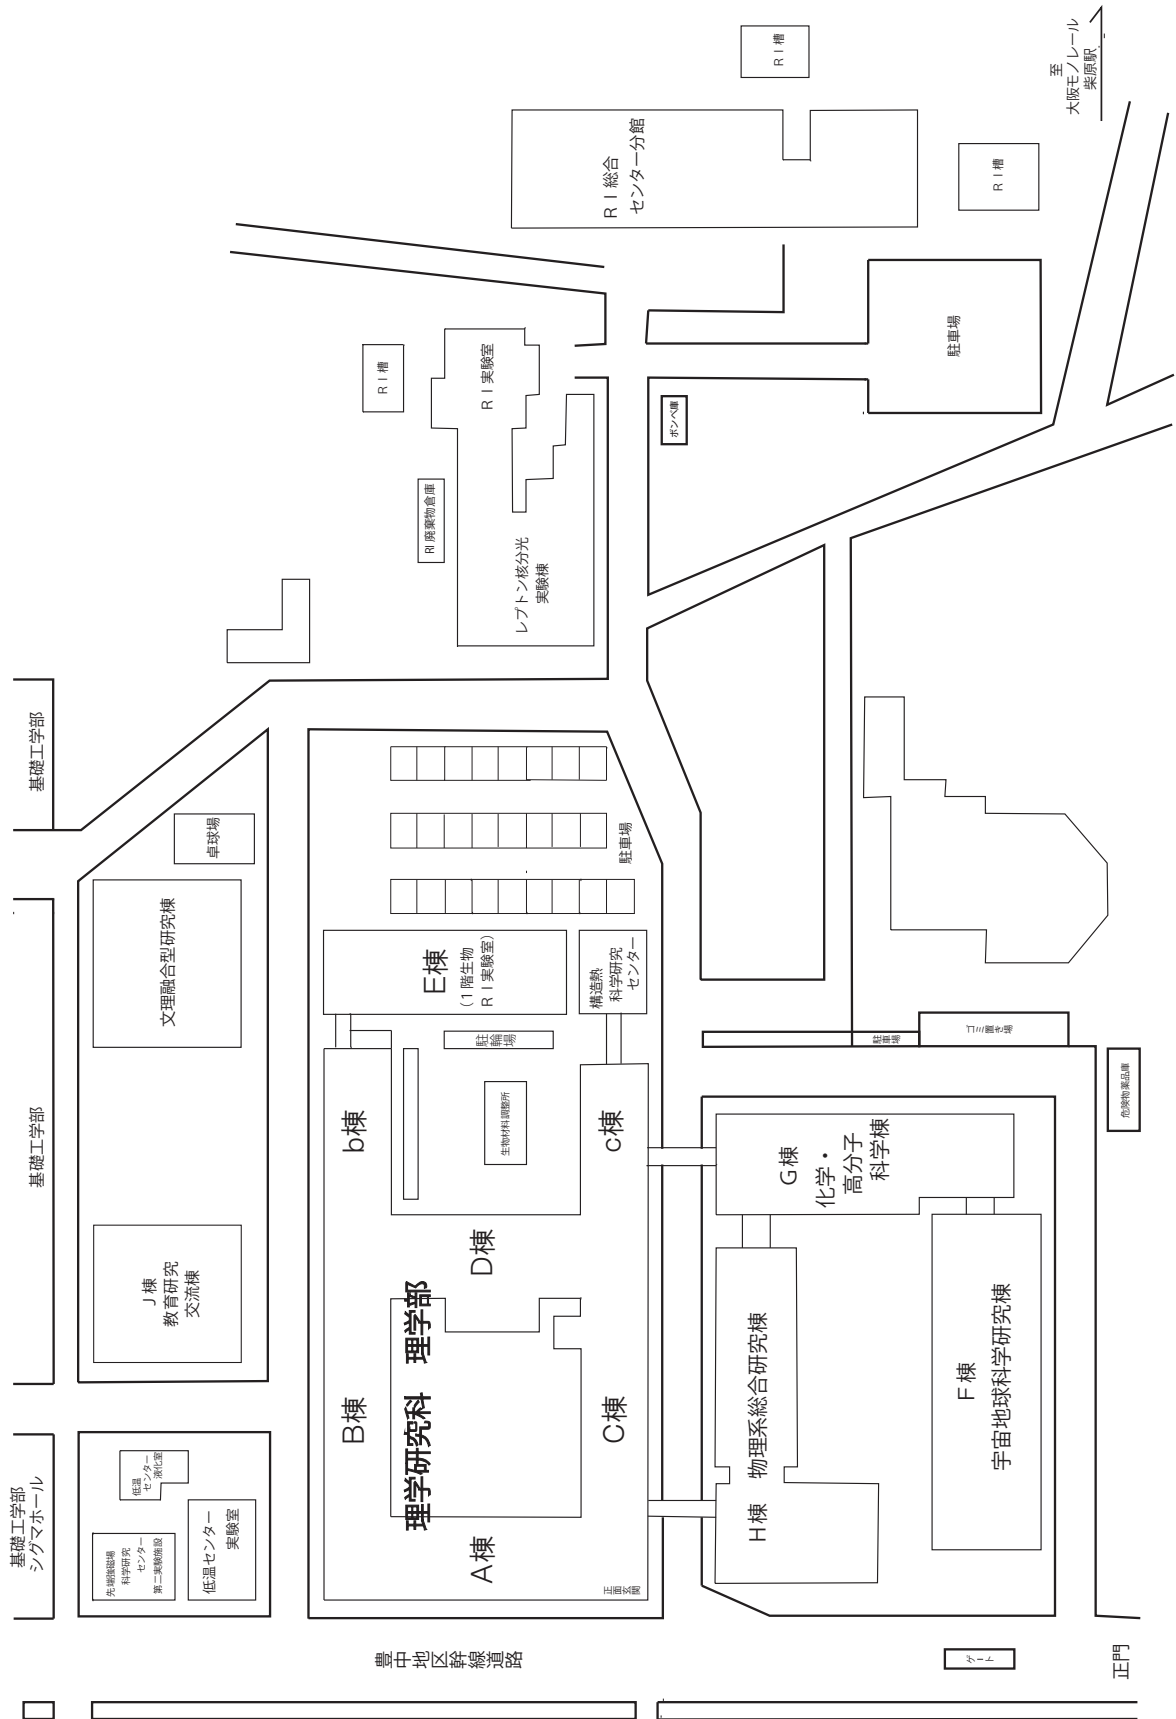 基礎工学部
シグマホール
基礎工学部
基礎工学部
先端強磁場
科学研究
センター
第二実験施設
低温
センター
液化室
低温センター
実験室
J棟
教育研究
交流棟
文理融合型研究棟
卓球場
豊中地区幹線道路
B棟
b棟
理学研究科 理学部
A棟
D棟
C棟
c棟
正面
玄関
生物材料調整所
駐輪場
E棟
(1階生物
RI実験室)
構造熱
科学研究
センター
駐車場
RI槽
RI廃棄物倉庫
RI実験室
レプトン核分光
実験棟
RI総合
センター分館
RI槽
RI槽
ボンベ庫
駐車場
至
大阪モノレール
柴原駅
H棟 物理系総合研究棟
G棟
化学・
高分子
科学棟
F棟
宇宙地球科学研究棟
駐車場
ゴミ置き場
危険物薬品庫
ゲート
正門